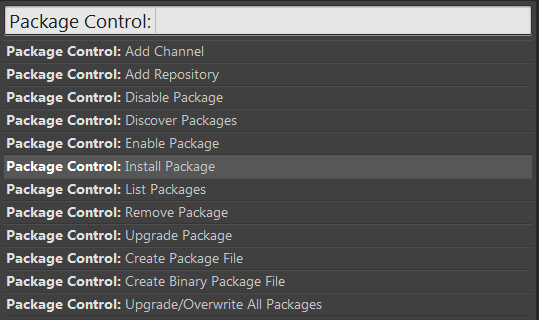 Package Control:
Package Control: Add Channel
Package Control: Add Repository
Package Control: Disable Package
Package Control: Discover Packages
Package Control: Enable Package
Package Control: Install Package
Package Control: List Packages
Package Control: Remove Package
Package Control: Upgrade Package
Package Control: Create Package File
Package Control: Create Binary Package File
Package Control: Upgrade/Overwrite All Packages